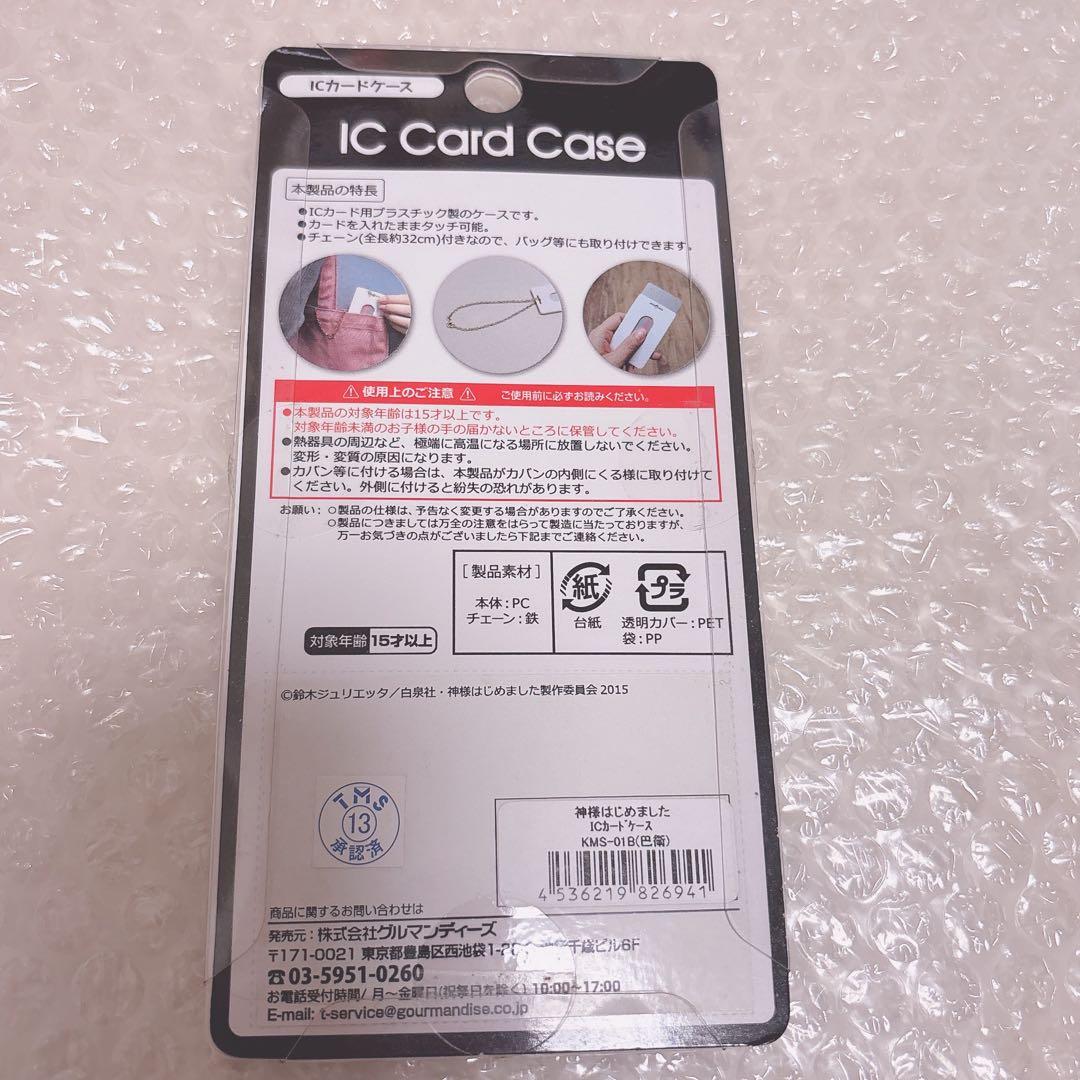 ICカードケース
IC Card Case
本製品の特長
●ICカード用プラスチック製のケースです。
●カードを入れたままタッチ可能。
●チェーン(全長約32cm)付きなので、バッグ等にも取り付けできます。
使用上のご注意 ご使用前に必ずお読みください。
●本製品の対象年齢は15才以上です。
対象年齢未満のお子様の手の届かないところに保管してください。
●熱器具の周辺など、極端に高温になる場所に放置しないでください。
変形・変質の原因になります。
●カバン等に付ける場合は、本製品がカバンの内側にくる様に取り付けて
ください。外側に付けると紛失の恐れがあります。
お願い:○製品の仕様は、予告なく変更する場合がありますのでご了承ください。
○製品につきましては万全の注意をはらって製造に当たっておりますが、
万一お気づきの点がございましたら下記までご連絡ください。
[製品素材]
本体:PC
チェーン:鉄
紙
台紙
プラ
透明カバー:PET
袋:PP
対象年齢 15才以上
©鈴木ジュリエッタ/白泉社・神様はじめました製作委員会 2015
TMS
13
承認済
神様はじめました
ICカードケース
KMS-01B(巴衛)
4 536219 826941
商品に関するお問い合わせは
発売元:株式会社グルマンディーズ
〒171-0021 東京都豊島区西池袋1-2 千歳ビル6F
☎03-5951-0260
お電話受付時間/ 月〜金曜日(祝祭日を除く) 10:00~17:00
E-mail: t-service@gourmandise.co.jp